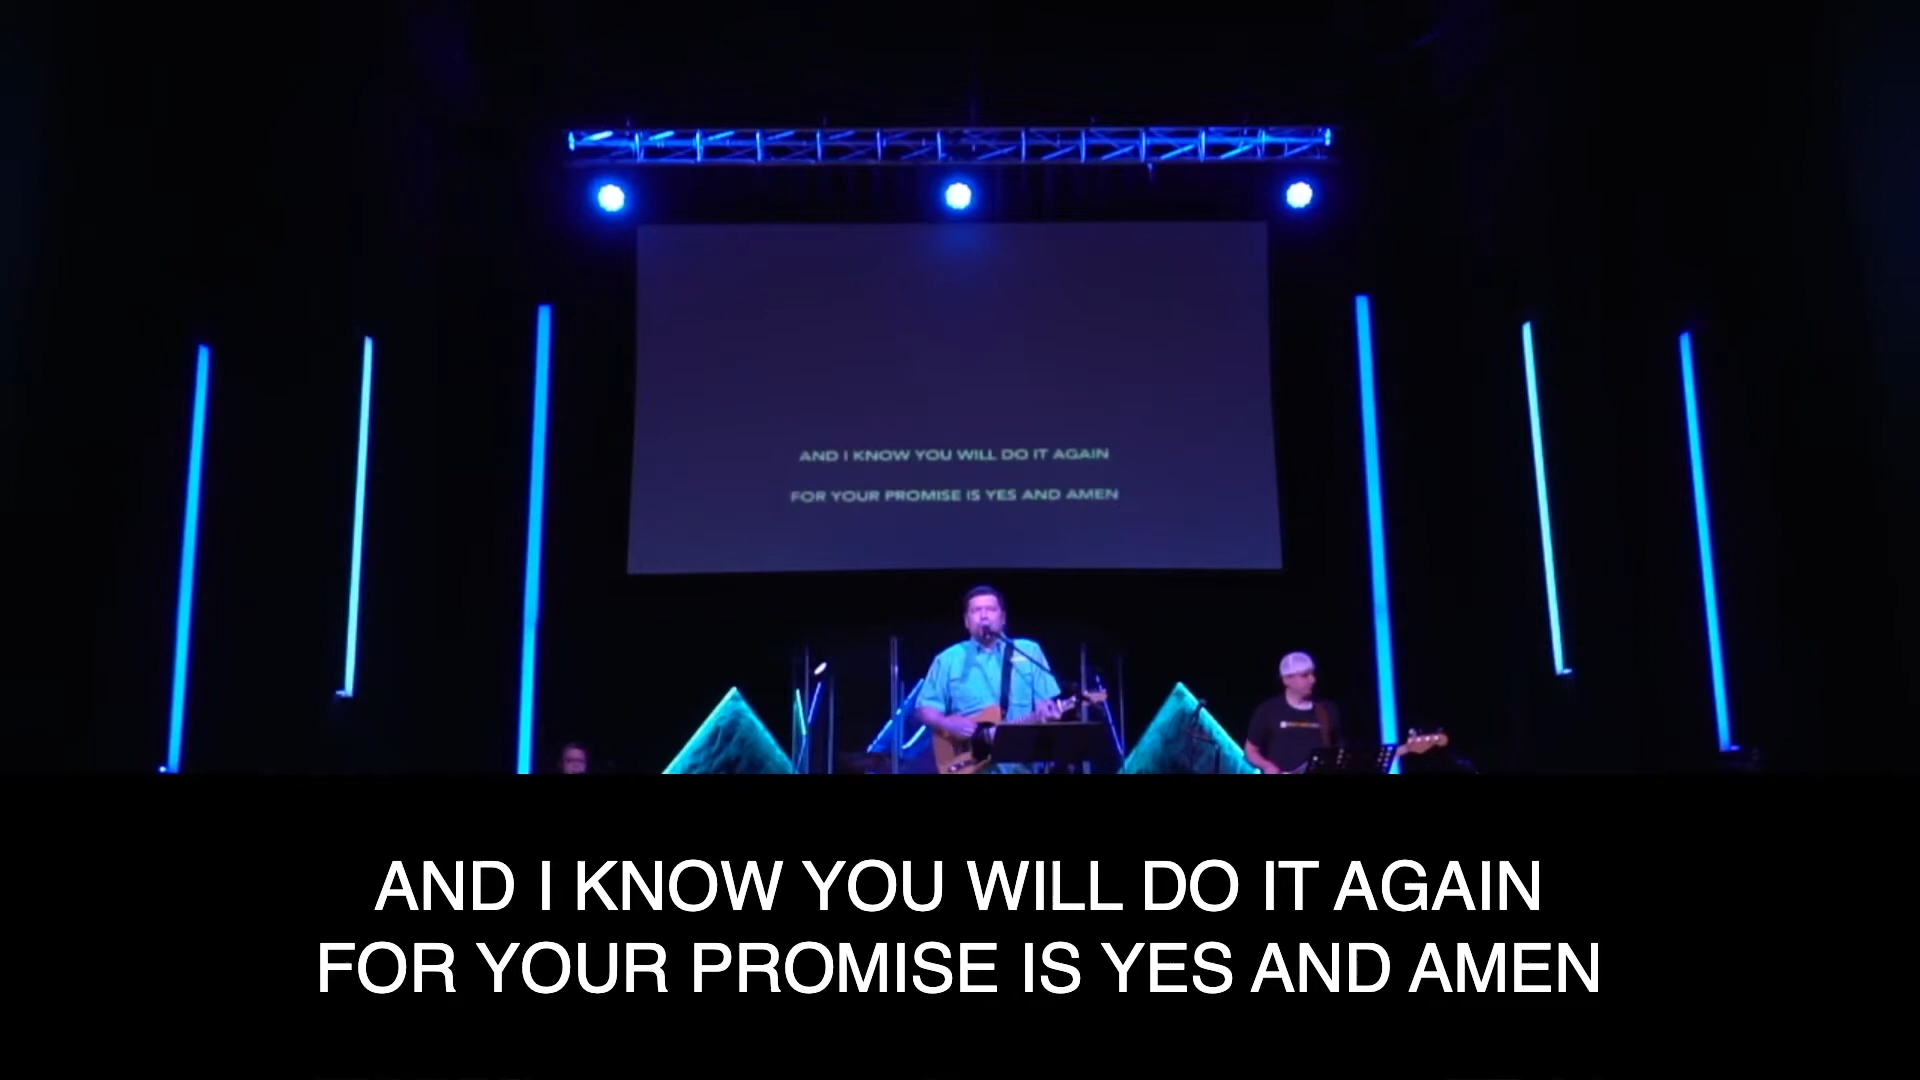 AND I KNOW YOU WILL DO IT AGAIN
FOR YOUR PROMISE IS YES AND AMEN
AND I KNOW YOU WILL DO IT AGAIN
FOR YOUR PROMISE IS YES AND AMEN